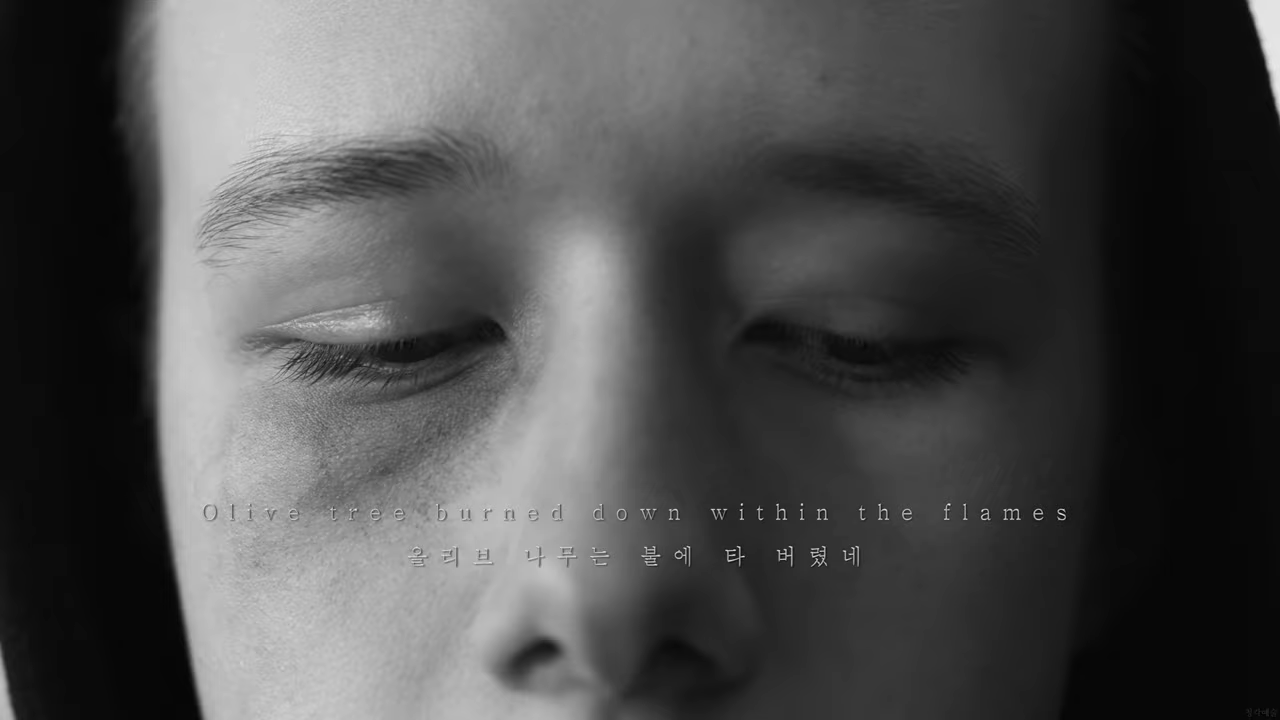 Olive tree burned down within the flames
올리브 나무는 불에 타 버렸네